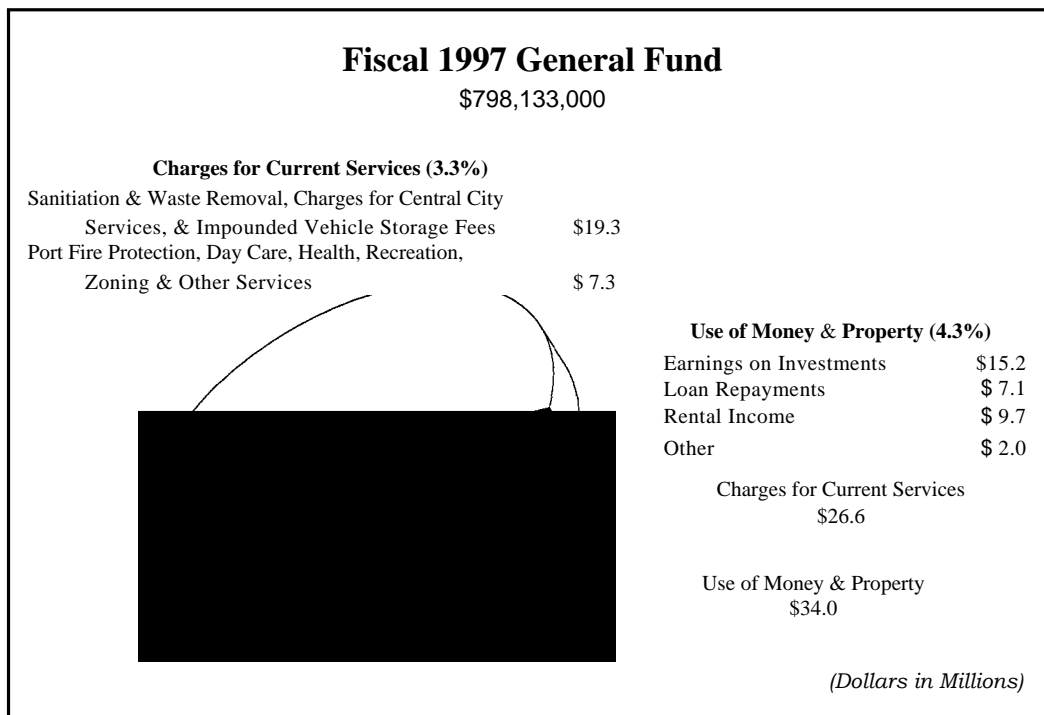 Fiscal 1997 General Fund
$798,133,000
Charges for Current Services (3.3%)
Sanitiation & Waste Removal, Charges for Central City
Services, & Impounded Vehicle Storage Fees $19.3
Port Fire Protection, Day Care, Health, Recreation,
Zoning & Other Services $ 7.3
Use of Money & Property (4.3%)
Earnings on Investments $15.2
Loan Repayments $ 7.1
Rental Income $ 9.7
Other $ 2.0
Charges for Current Services
$26.6
Use of Money & Property
$34.0
(Dollars in Millions)